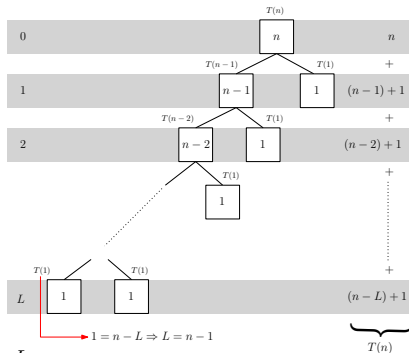 T(n)
0 n n
+
T(n−1) T(1)
1 n−1 1 (n−1)+1
+
T(n−2) T(1)
2 n−2 1 (n−2)+1
+
T(1)
1
+
T(1) T(1)
L 1 1 (n−L)+1
1 = n − L ⇒ L = n − 1
T(n)